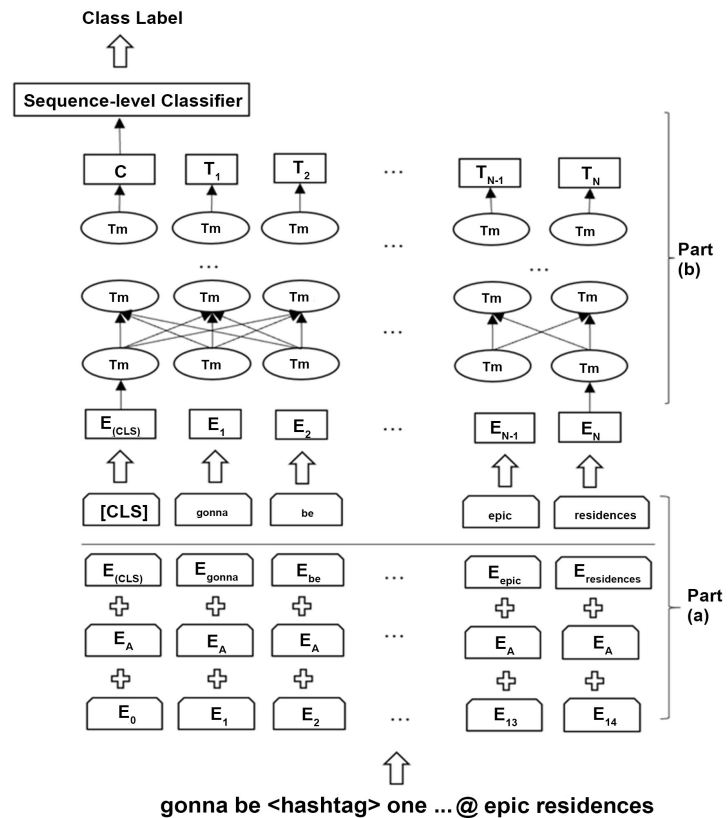 Class Label
Sequence-level Classifier
C T1 T2 ... TN-1 TN
Tm Tm Tm ... Tm Tm
... ...
Tm Tm Tm Tm Tm
...
Tm Tm Tm Tm Tm
Part
(b)
E(CLS) E1 E2 ... EN-1 EN
[CLS] gonna be epic residences
E(CLS) Egonna Ebe ... Eepic Eresidences
EA EA EA ... EA EA
E0 E1 E2 ... E13 E14
Part
(a)
gonna be <hashtag> one ...@ epic residences